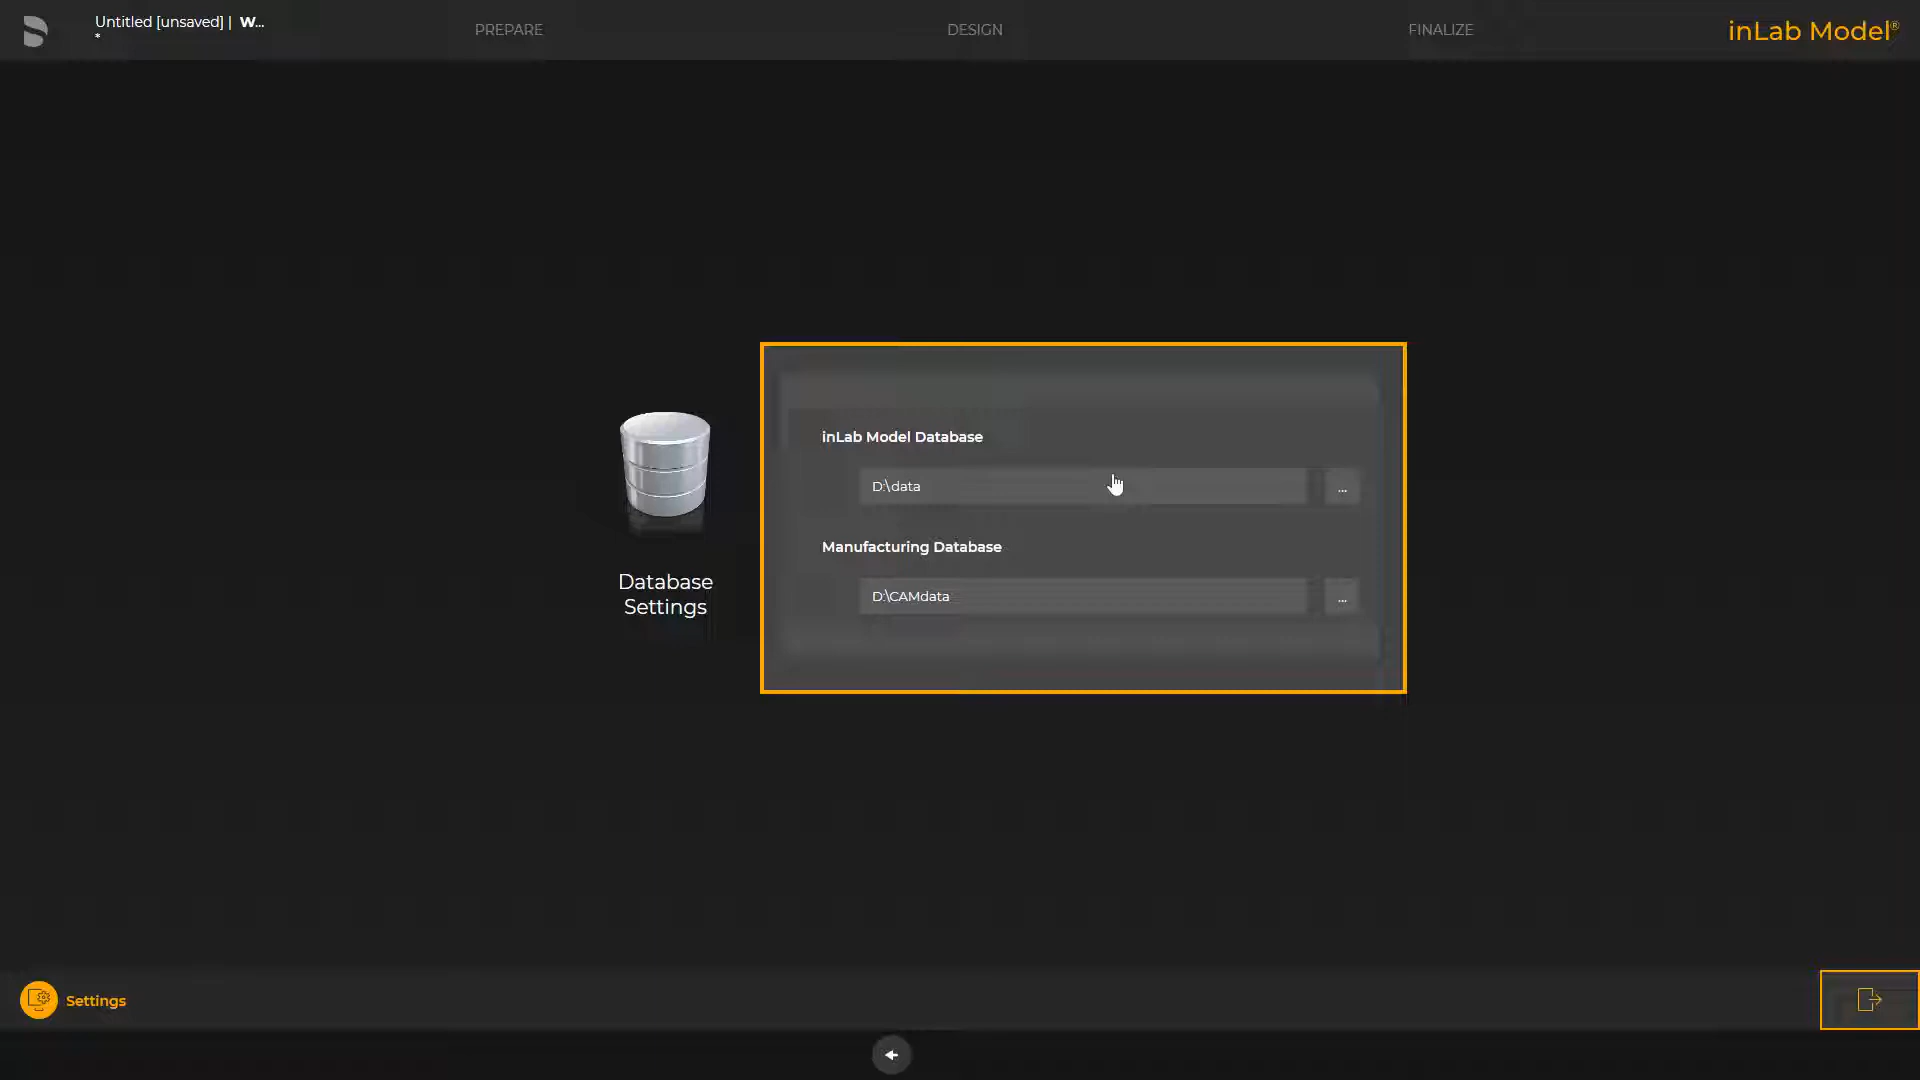 Untitled [unsaved] | W...
*
PREPARE
DESIGN
FINALIZE
inLab Model®
inLab Model Database
D:\data
...
Manufacturing Database
D:\CAMdata
...
Database
Settings
Settings